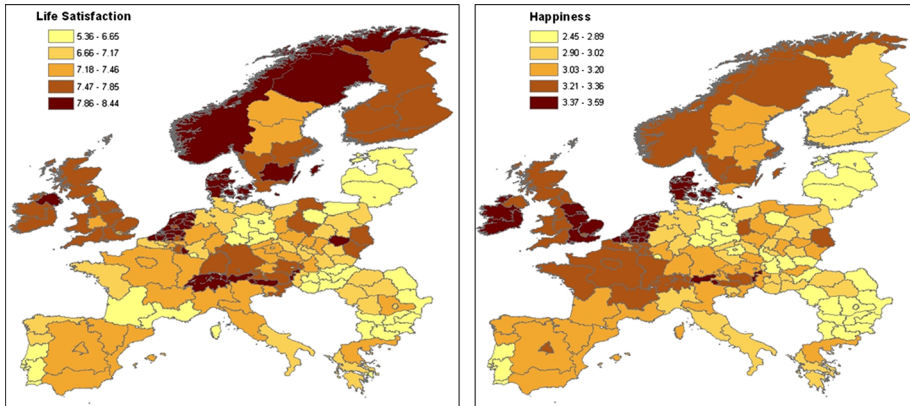 Life Satisfaction
5.36 - 6.65
6.66 - 7.17
7.18 - 7.46
7.47 - 7.85
7.86 - 8.44
Happiness
2.45 - 2.89
2.90 - 3.02
3.03 - 3.20
3.21 - 3.36
3.37 - 3.59